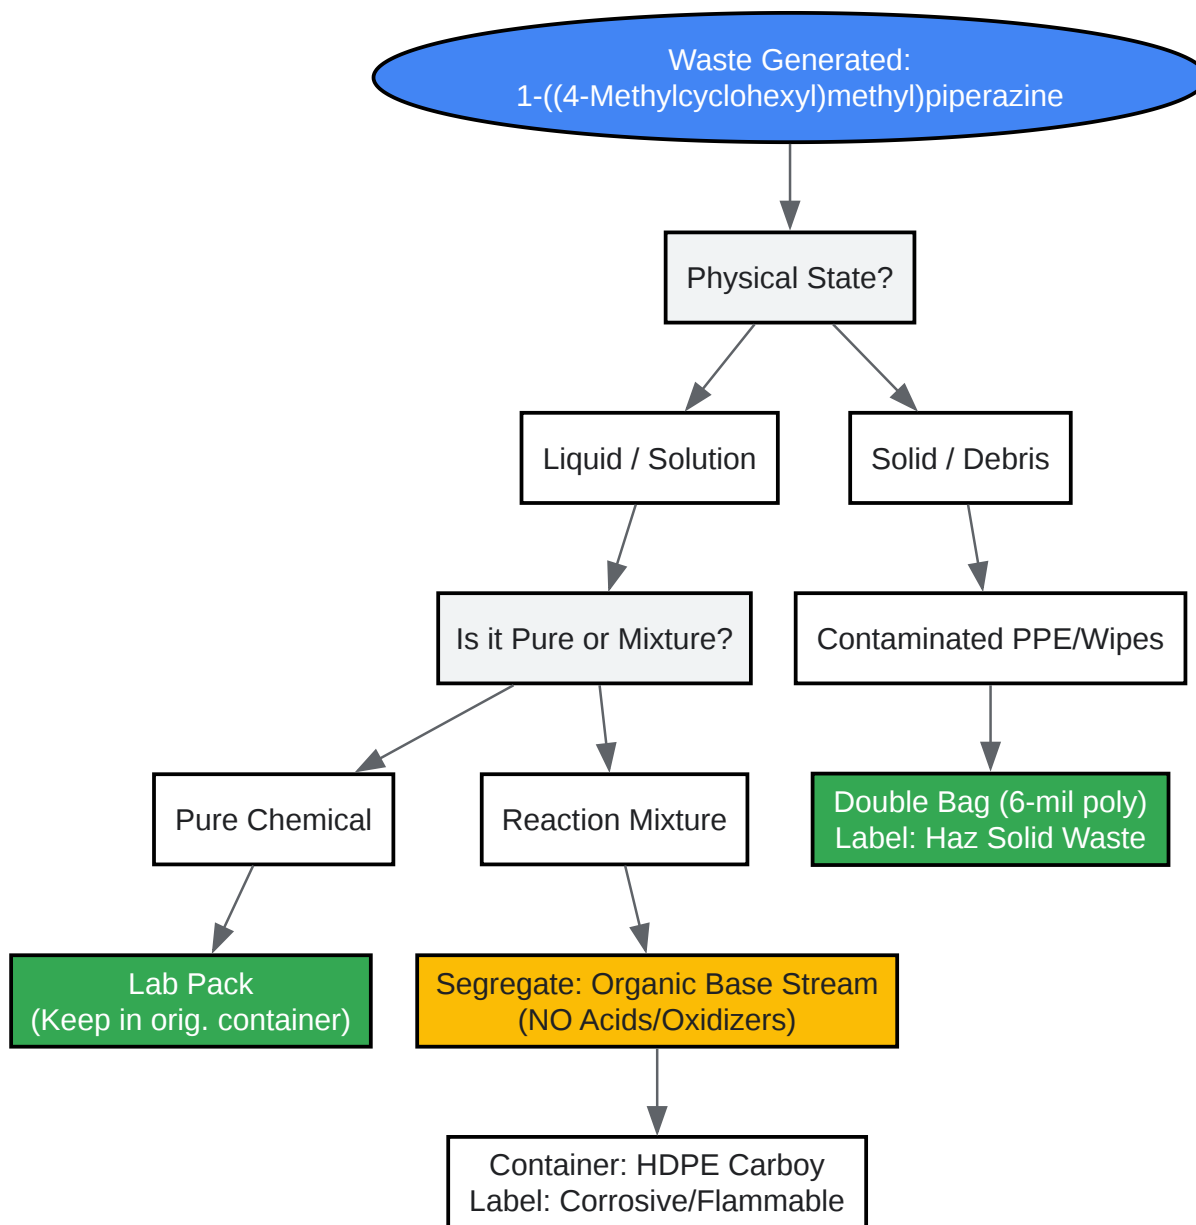 Waste Generated:
1-((4-Methylcyclohexyl)methyl)piperazine
Physical State?
Liquid / Solution
Solid / Debris
Is it Pure or Mixture?
Contaminated PPE/Wipes
Pure Chemical
Reaction Mixture
Double Bag (6-mil poly)
Label: Haz Solid Waste
Lab Pack
(Keep in orig. container)
Segregate: Organic Base Stream
(NO Acids/Oxidizers)
Container: HDPE Carboy
Label: Corrosive/Flammable